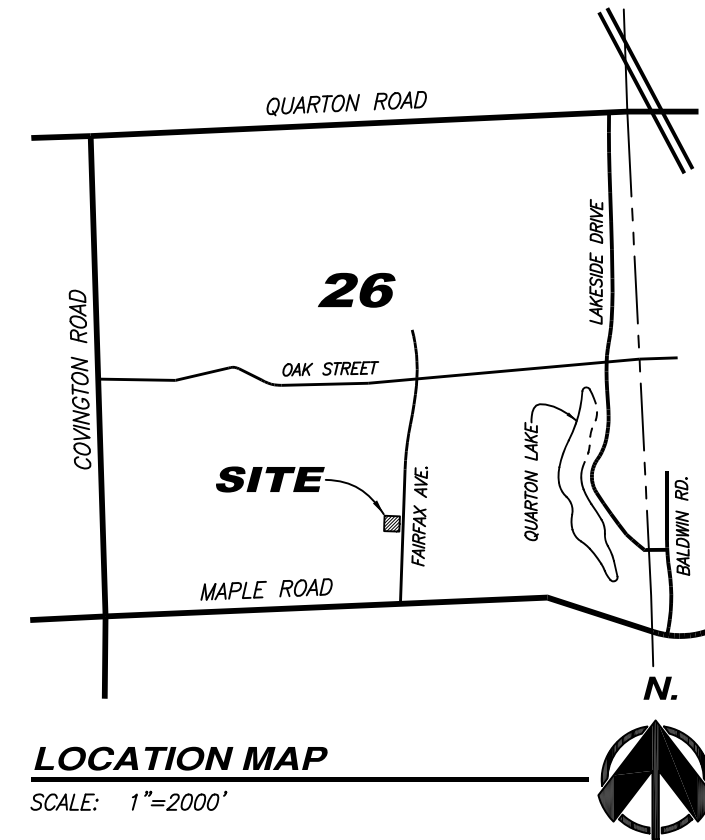 QUARTON ROAD
LAKESIDE DRIVE
26
COVINGTON ROAD
OAK STREET
QUARTON LAKE
SITE
FAIRFAX AVE.
BALDWIN RD.
MAPLE ROAD
N.
LOCATION MAP
SCALE: 1"=2000'